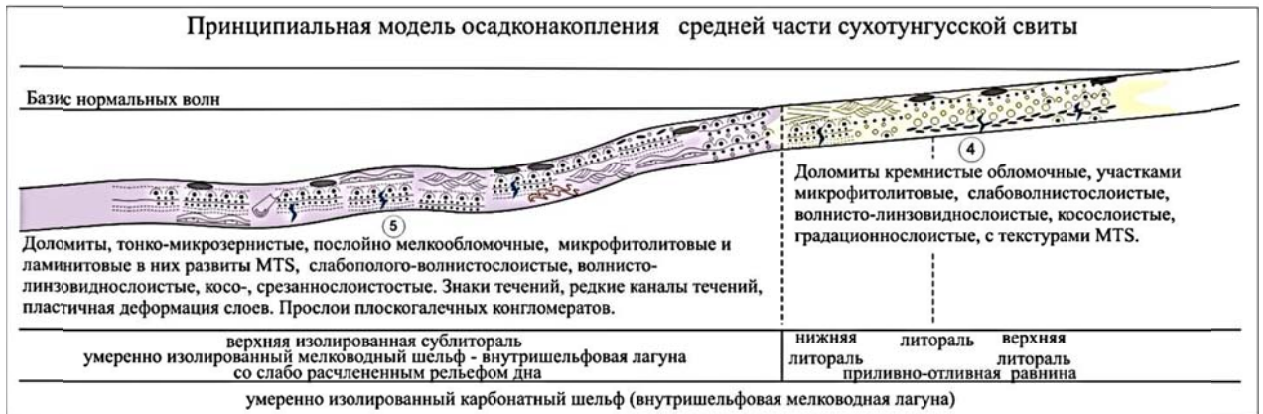 Принципиальная модель осадконакопления средней части сухотунгусской свиты
Базис нормальных волн
4
Доломиты кремнистые обломочные, участками
микрофитолитовые, слабоволнистослоистые,
волнисто-линзовиднослоистые, косослоистые,
градационнослоистые, с текстурами MTS.
5
Доломиты, тонко-микрозернистые, послойно мелкообломочные, микрофитолитовые и
ламинитовые в них развиты MTS, слабополого-волнистослоистые, волнисто-
линзовиднослоистые, косо-, срезаннослоистостые. Знаки течений, редкие каналы течений,
пластичная деформация слоев. Прослои плоскогалечных конгломератов.
верхняя изолированная сублитораль
умеренно изолированный мелководный шельф - внутришельфовая лагуна
со слабо расчлененным рельефом дна
нижняя литораль верхняя
литораль литораль
приливно-отливная равнина
умеренно изолированный карбонатный шельф (внутришельфовая мелководная лагуна)